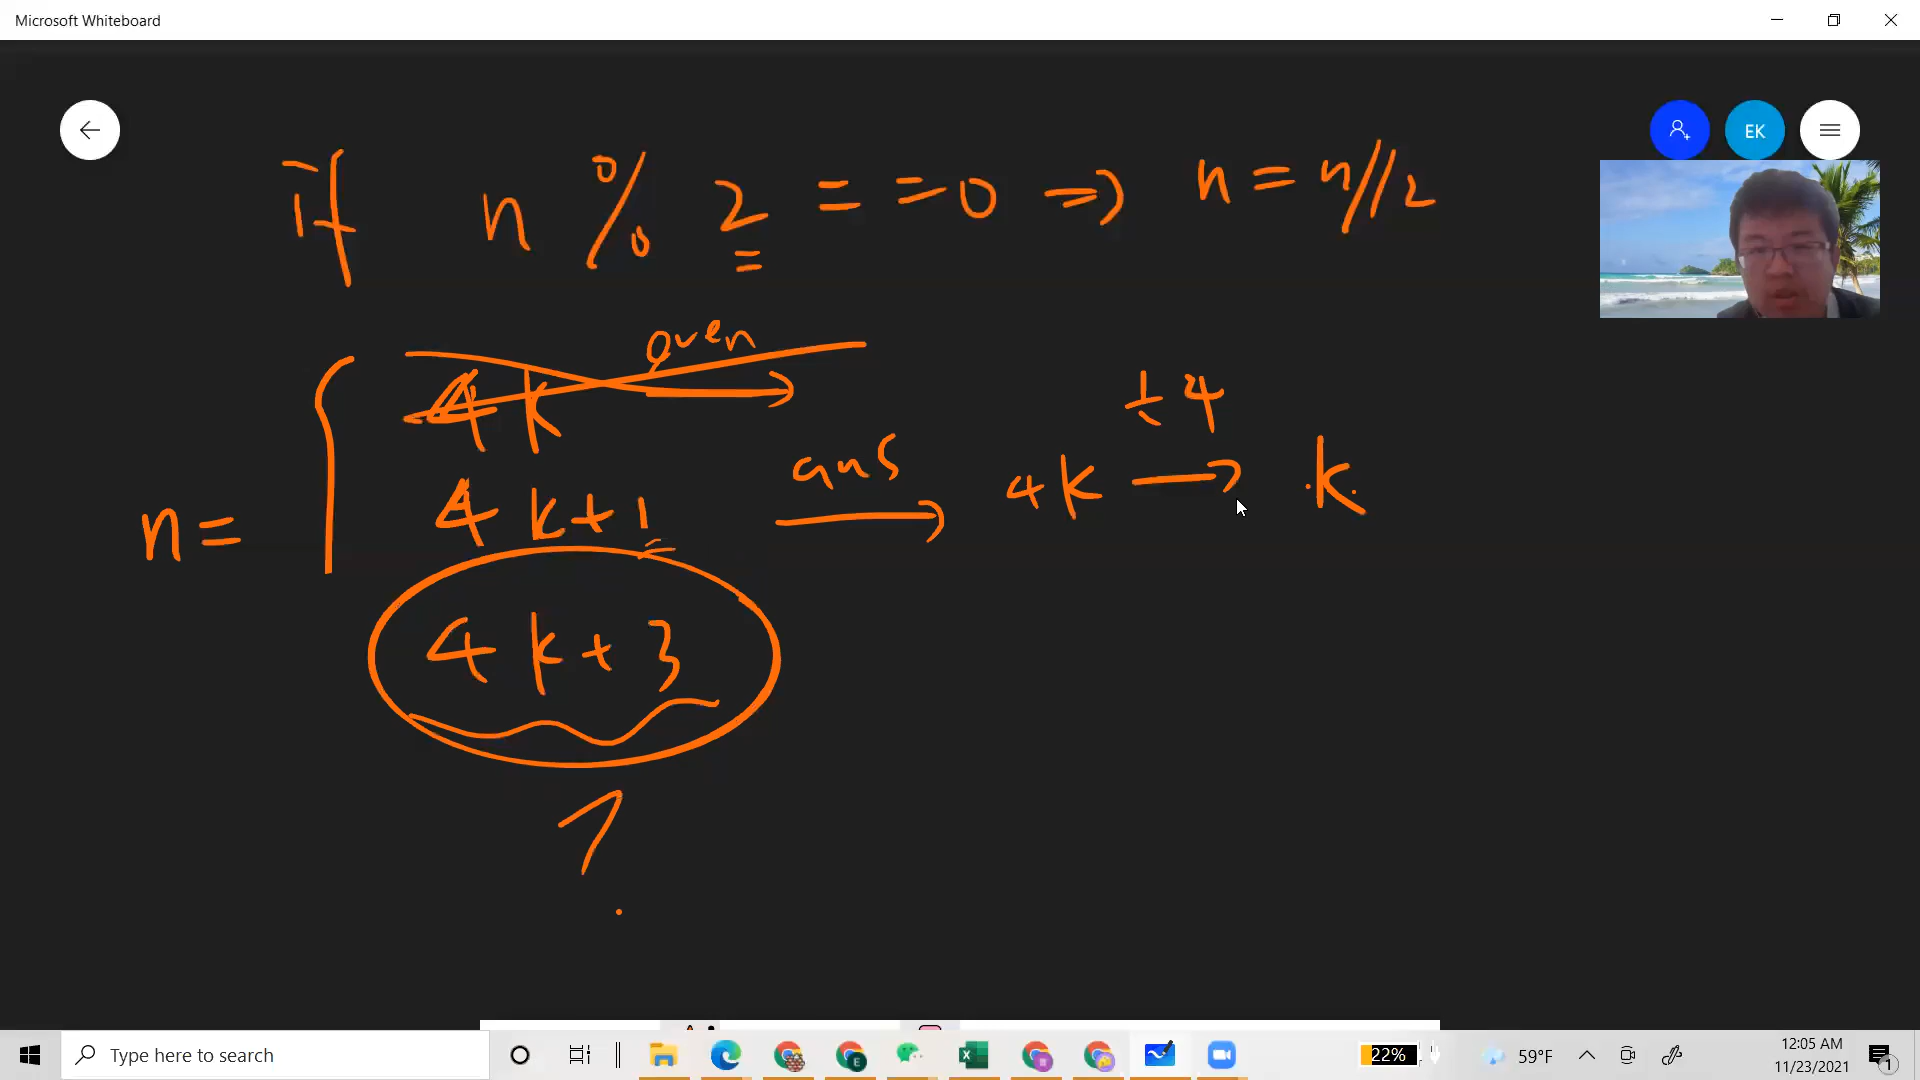 Microsoft Whiteboard
EK
if n % 2 == 0 ⇒ n = n//2
even
4k
÷4
ans
n= 4k+1 → 4k → k
4k+3
?
Type here to search
22%
59°F
12:05 AM
11/23/2021
1